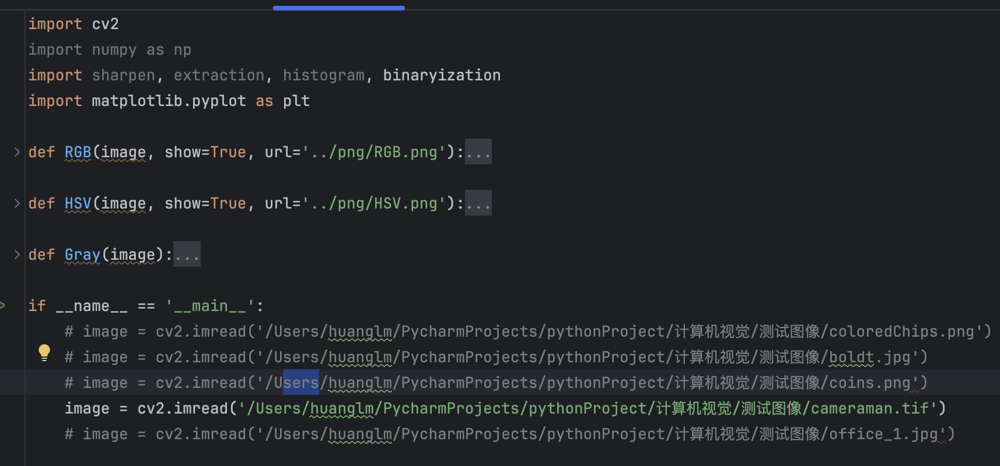 import cv2
import numpy as np
import sharpen, extraction, histogram, binaryization
import matplotlib.pyplot as plt
def RGB(image, show=True, url='../png/RGB.png'):...
def HSV(image, show=True, url='../png/HSV.png'):...
def Gray(image):...
if __name__ == '__main__':
# image = cv2.imread('/Users/huanglm/PycharmProjects/pythonProject/计算机视觉/测试图像/coloredChips.png')
# image = cv2.imread('/Users/huanglm/PycharmProjects/pythonProject/计算机视觉/测试图像/boldt.jpg')
# image = cv2.imread('/Users/huanglm/PycharmProjects/pythonProject/计算机视觉/测试图像/coins.png')
image = cv2.imread('/Users/huanglm/PycharmProjects/pythonProject/计算机视觉/测试图像/cameraman.tif')
# image = cv2.imread('/Users/huanglm/PycharmProjects/pythonProject/计算机视觉/测试图像/office_1.jpg')